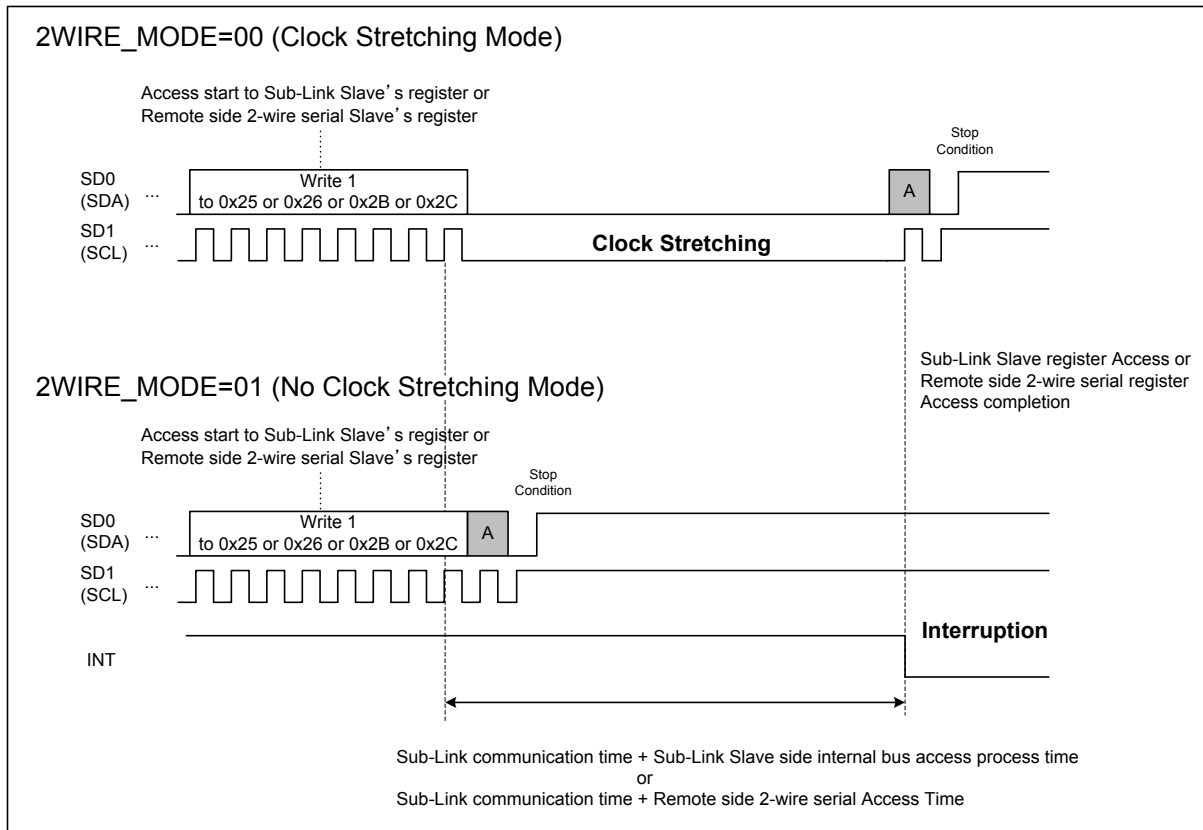 2WIRE_MODE=00 (Clock Stretching Mode)
Access start to Sub-Link Slave’s register or
Remote side 2-wire serial Slave’s register
Stop
Condition
SD0
(SDA) ...
Write 1
to 0x25 or 0x26 or 0x2B or 0x2C
A
SD1
(SCL) ...
Clock Stretching
Sub-Link Slave register Access or
Remote side 2-wire serial register
Access completion
2WIRE_MODE=01 (No Clock Stretching Mode)
Access start to Sub-Link Slave’s register or
Remote side 2-wire serial Slave’s register
Stop
Condition
SD0
(SDA) ...
Write 1
to 0x25 or 0x26 or 0x2B or 0x2C
A
SD1
(SCL) ...
Interruption
INT
Sub-Link communication time + Sub-Link Slave side internal bus access process time
or
Sub-Link communication time + Remote side 2-wire serial Access Time